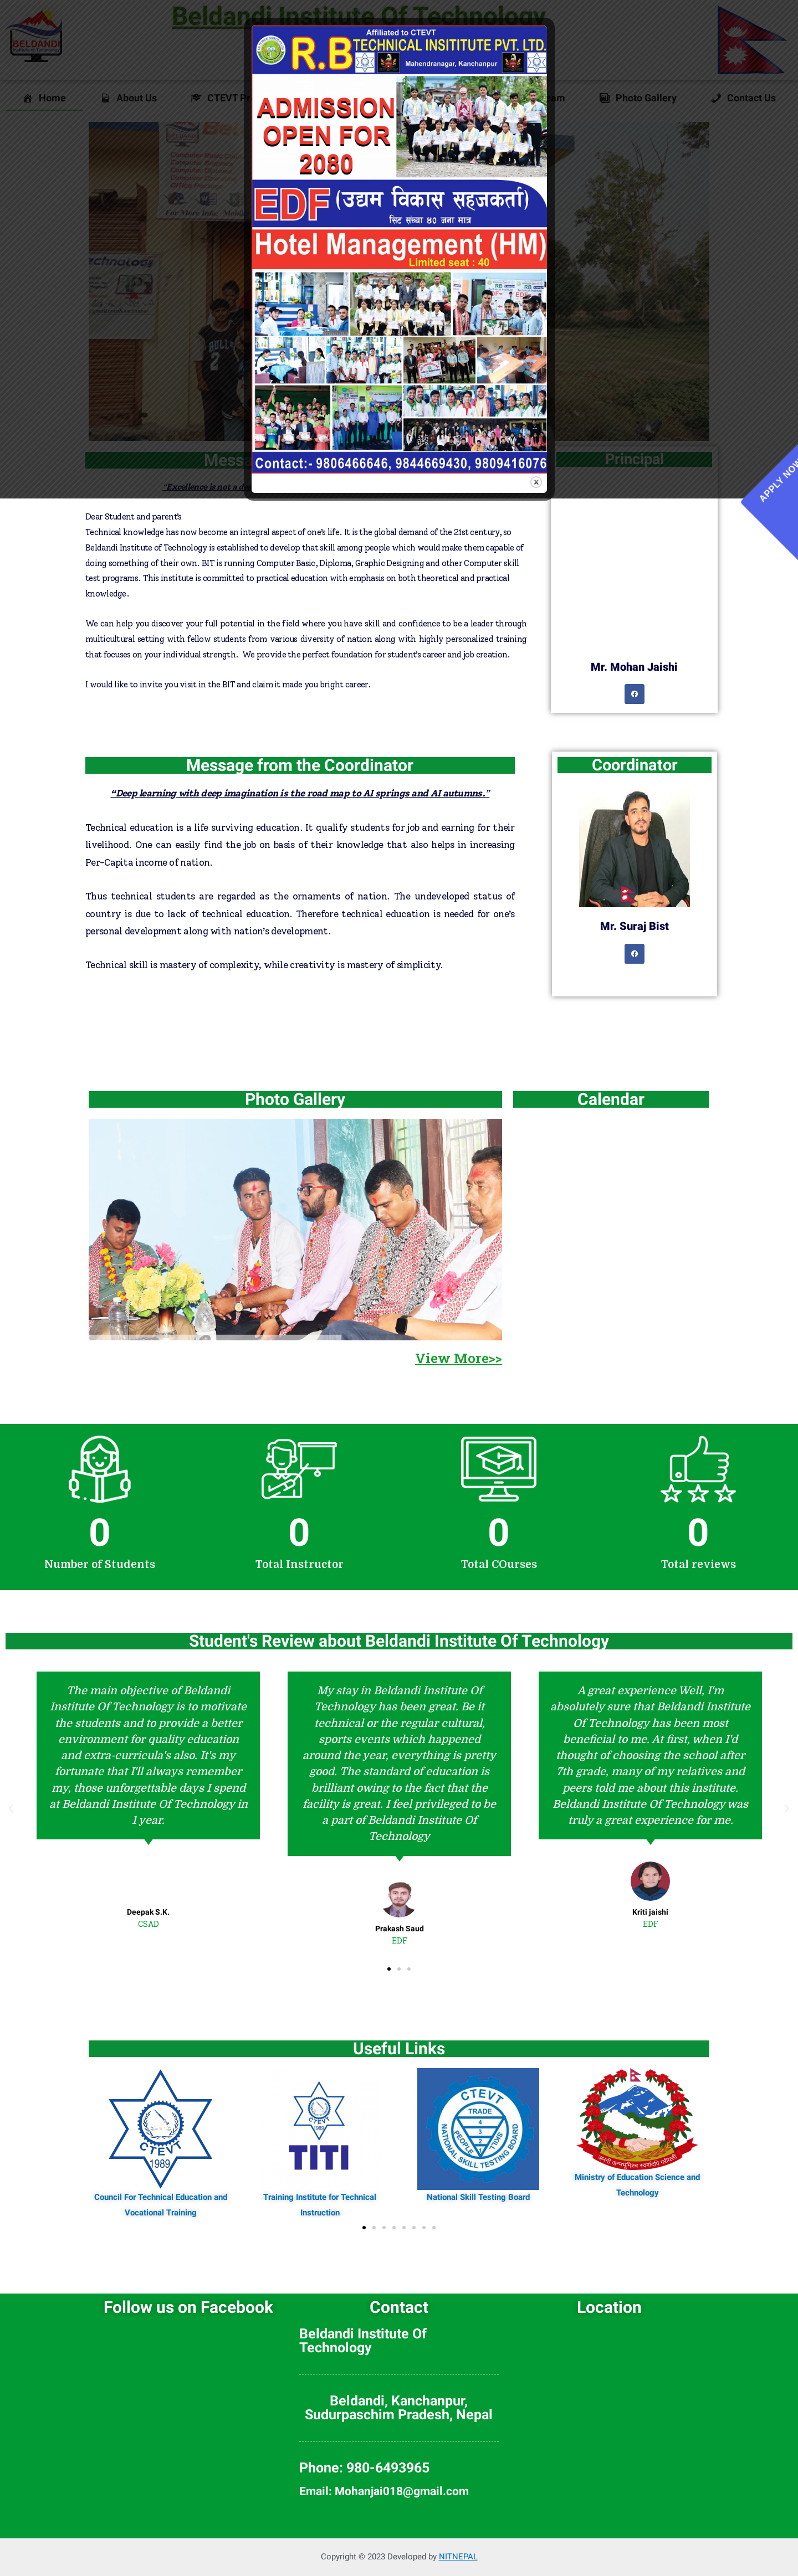 BELDANDI
Beldandi Institute Of Technology
Home
About Us
CTEVT Pr
eam
Photo Gallery
Contact Us
Affiliated to CTEVT
R.B TECHNICAL INSITITUTE PVT. LTD.
Mahendranagar, Kanchanpur
ADMISSION
OPEN FOR
2080
EDF (उद्यम विकास सहजकर्ता)
सिट संख्या ४० जना मात्र
Hotel Management (HM)
Limited seat : 40
Contact:- 9806466646, 9844669430, 9809416076
X
Messa
"Excellence is not a de
Principal
APPLY NOW
Dear Student and parent's
Technical knowledge has now become an integral aspect of one's life. It is the global demand of the 21st century, so
Beldandi Institute of Technology is established to develop that skill among people which would make them capable of
doing something of their own. BIT is running Computer Basic, Diploma, Graphic Designing and other Computer skill
test programs. This institute is committed to practical education with emphasis on both theoretical and practical
knowledge.
We can help you discover your full potential in the field where you have skill and confidence to be a leader through
multicultural setting with fellow students from various diversity of nation along with highly personalized training
that focuses on your individual strength. We provide the perfect foundation for student's career and job creation.
I would like to invite you visit in the BIT and claim it made you bright career.
Mr. Mohan Jaishi
Message from the Coordinator
"Deep learning with deep imagination is the road map to AI springs and AI autumns."
Technical education is a life surviving education. It qualify students for job and earning for their
livelihood. One can easily find the job on basis of their knowledge that also helps in increasing
Per-Capita income of nation.
Thus technical students are regarded as the ornaments of nation. The undeveloped status of
country is due to lack of technical education. Therefore technical education is needed for one's
personal development along with nation's development.
Technical skill is mastery of complexity, while creativity is mastery of simplicity.
Coordinator
Mr. Suraj Bist
Photo Gallery
Calendar
View More>>
0
Number of Students
0
Total Instructor
0
Total COurses
0
Total reviews
Student's Review about Beldandi Institute Of Technology
The main objective of Beldandi
Institute Of Technology is to motivate
the students and to provide a better
environment for quality education
and extra-curricula's also. It's my
fortunate that I'll always remember
my, those unforgettable days I spend
at Beldandi Institute Of Technology in
1 year.
Deepak S.K.
CSAD
My stay in Beldandi Institute Of
Technology has been great. Be it
technical or the regular cultural,
sports events which happened
around the year, everything is pretty
good. The standard of education is
brilliant owing to the fact that the
facility is great. I feel privileged to be
a part of Beldandi Institute Of
Technology
Prakash Saud
EDF
A great experience Well, I'm
absolutely sure that Beldandi Institute
Of Technology has been most
beneficial to me. At first, when I'd
thought of choosing the school after
7th grade, many of my relatives and
peers told me about this institute.
Beldandi Institute Of Technology was
truly a great experience for me.
Kriti jaishi
EDF
Useful Links
CTEVT
1989
Council For Technical Education and
Vocational Training
CTEVT
1989
TITI
Training Institute for Technical
Instruction
CTEVT
TRADE
4
3
2
1
PEOPLE
SKILLS
NATIONAL SKILL TESTING BOARD
National Skill Testing Board
Ministry of Education Science and
Technology
Follow us on Facebook
Contact
Beldandi Institute Of
Technology
Beldandi, Kanchanpur,
Sudurpaschim Pradesh, Nepal
Phone: 980-6493965
Email: Mohanjai018@gmail.com
Location
Copyright © 2023 Developed by NITNEPAL